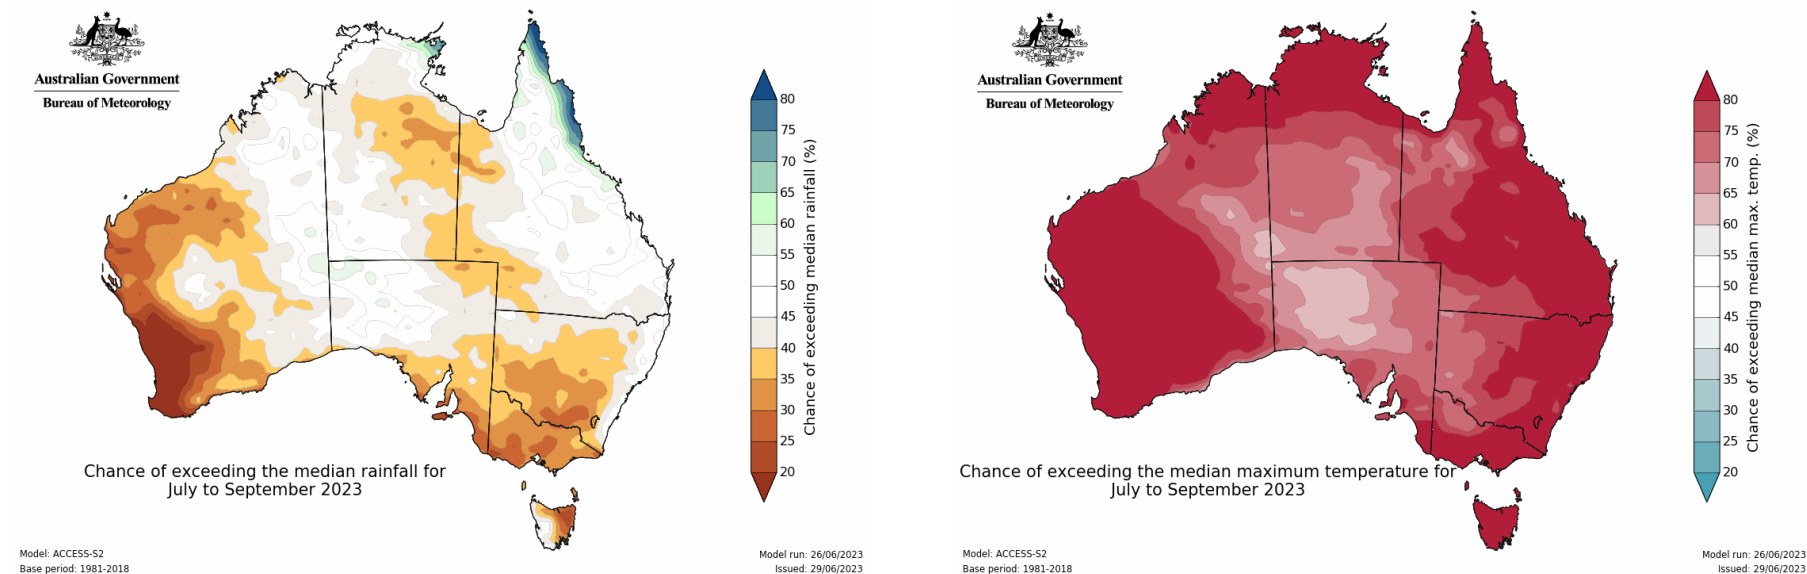 Australian Government
Bureau of Meteorology
80
75
70
65
60
55
50
45
40
35
30
25
20
Chance of exceeding median rainfall (%)
Chance of exceeding the median rainfall for
July to September 2023
Model: ACCESS-S2
Base period: 1981-2018
Model run: 26/06/2023
Issued: 29/06/2023
Australian Government
Bureau of Meteorology
80
75
70
65
60
55
50
45
40
35
30
25
20
Chance of exceeding median max. temp. (%)
Chance of exceeding the median maximum temperature for
July to September 2023
Model: ACCESS-S2
Base period: 1981-2018
Model run: 26/06/2023
Issued: 29/06/2023